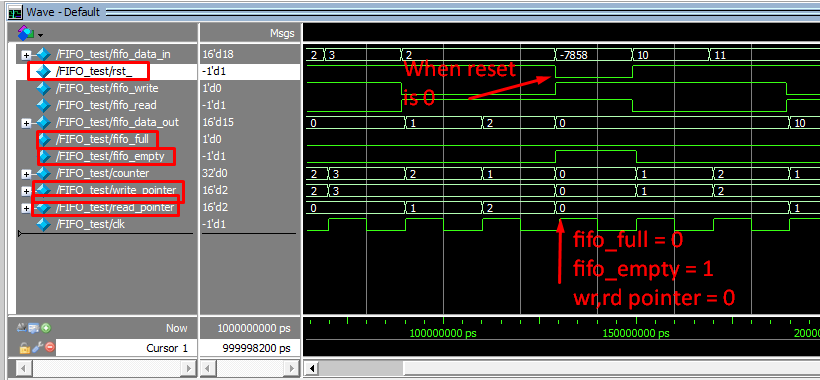 Wave - Default
Msgs
/FIFO_test/fifo_data_in 16'd18 2 3 2 -7858 10 11
/FIFO_test/rst_ -1'd1
/FIFO_test/fifo_write 1'd0
/FIFO_test/fifo_read -1'd1
/FIFO_test/fifo_data_out 16'd15 0 1 2 0 10
/FIFO_test/fifo_full 1'd0
/FIFO_test/fifo_empty -1'd1
/FIFO_test/counter 32'd0 2 3 2 1 0 1 2 1
/FIFO_test/write_pointer 16'd2 2 3 0 1 2
/FIFO_test/read_pointer 16'd2 0 1 2 0 1
/FIFO_test/clk -1'd1
When reset
is 0
fifo_full = 0
fifo_empty = 1
wr,rd pointer = 0
Now 1000000000 ps 100000000 ps 150000000 ps 20000
Cursor 1 999998200 ps